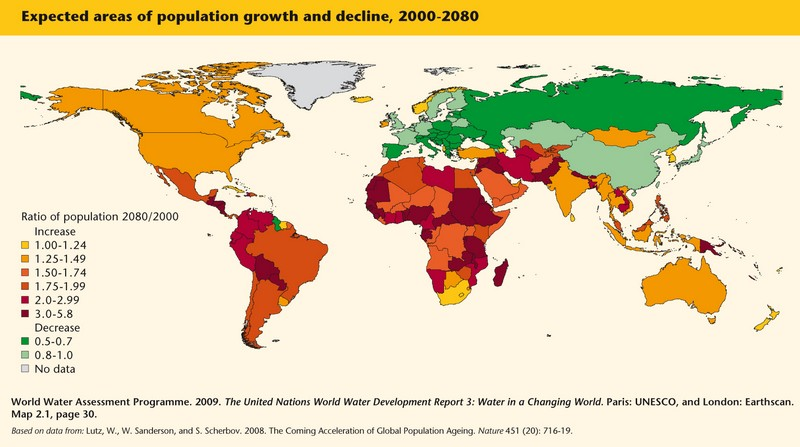 Expected areas of population growth and decline, 2000-2080
Ratio of population 2080/2000
Increase
1.00-1.24
1.25-1.49
1.50-1.74
1.75-1.99
2.0-2.99
3.0-5.8
Decrease
0.5-0.7
0.8-1.0
No data
World Water Assessment Programme. 2009. The United Nations World Water Development Report 3: Water in a Changing World. Paris: UNESCO, and London: Earthscan.
Map 2.1, page 30.
Based on data from: Lutz, W., W. Sanderson, and S. Scherbov. 2008. The Coming Acceleration of Global Population Ageing. Nature 451 (20): 716-19.